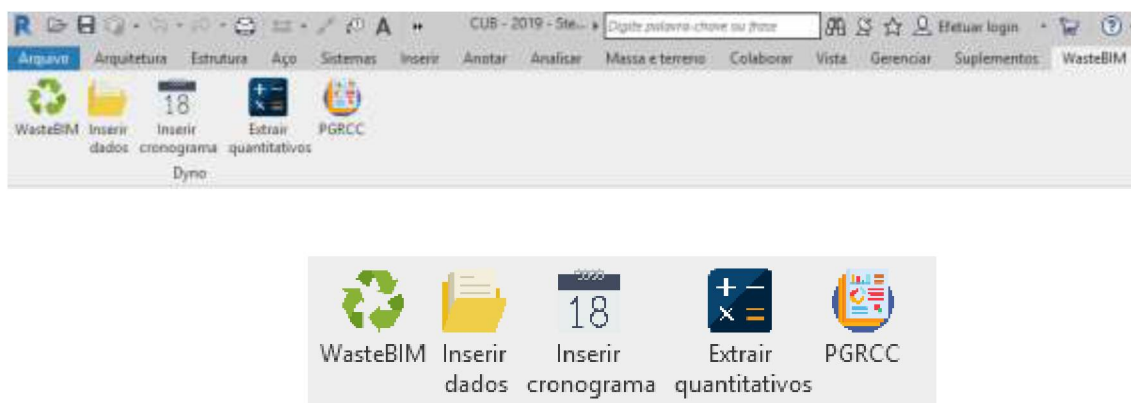 R A CUB - 2019 - Ste... Digite palavra-chave ou frase Efetuar login ?
Arquivo Arquitetura Estrutura Aço Sistemas Inserir Anotar Analisar Massa e terreno Colaborar Vista Gerenciar Suplementos WasteBIM
18
WasteBIM Inserir Inserir Extrair PGRCC
dados cronograma quantitativos
Dyno
18
WasteBIM Inserir Inserir Extrair PGRCC
dados cronograma quantitativos